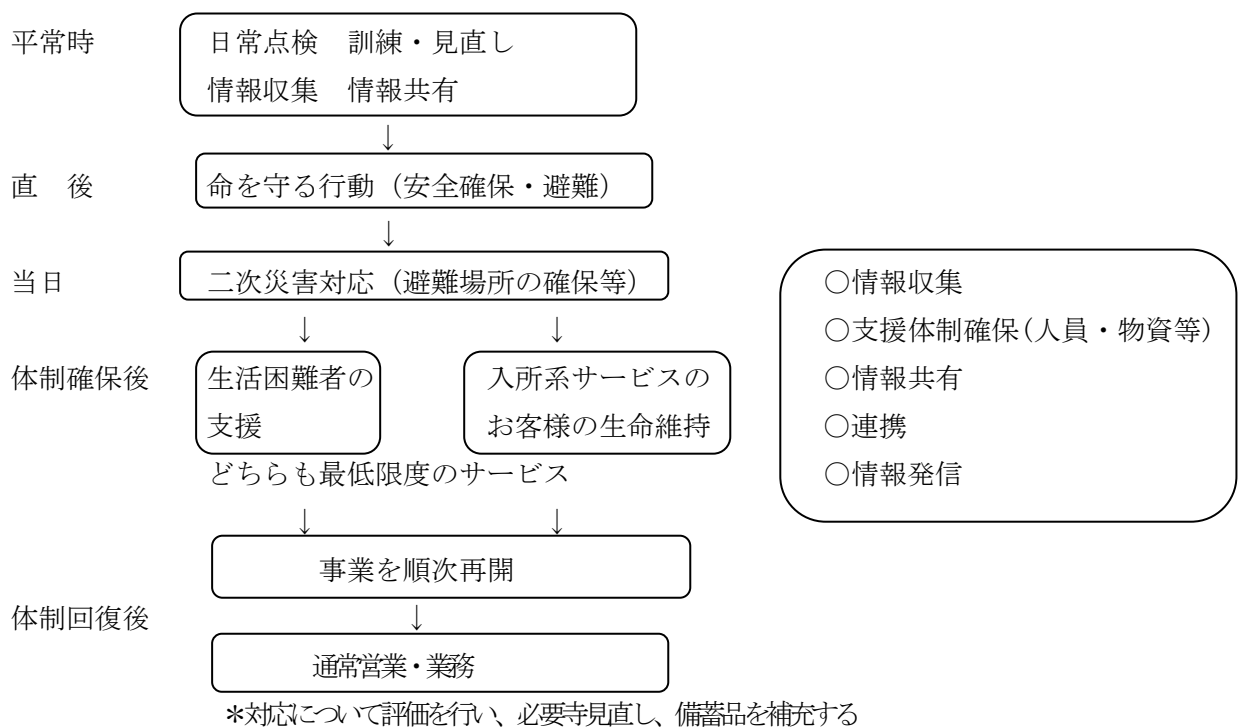 平常時
日常点検　訓練・見直し
情報収集　情報共有
↓
直　後
命を守る行動（安全確保・避難）
↓
当日
二次災害対応（避難場所の確保等）
↓　↓
体制確保後
生活困難者の
支援
入所系サービスの
お客様の生命維持
どちらも最低限度のサービス
↓　↓
事業を順次再開
体制回復後
↓
通常営業・業務
＊対応について評価を行い、必要寺見直し、備蓄品を補充する
○情報収集
○支援体制確保(人員・物資等)
○情報共有
○連携
○情報発信